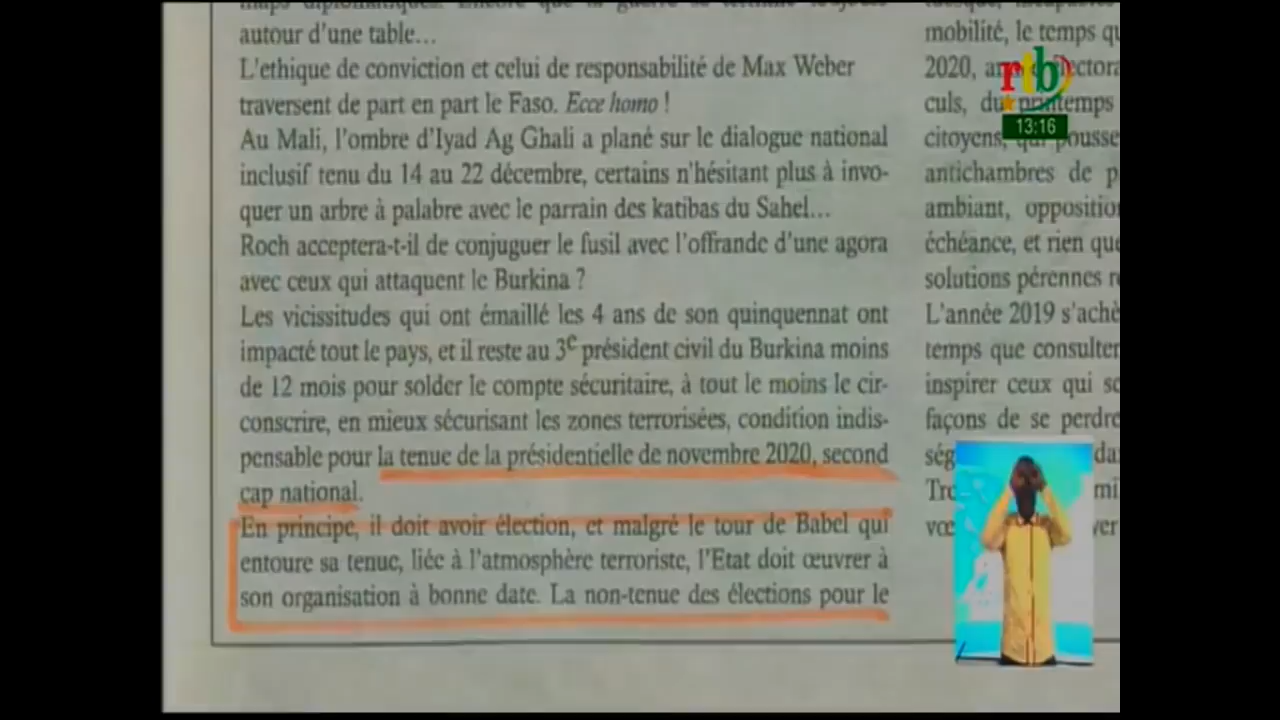 autour d'une table...
L'ethique de conviction et celui de responsabilité de Max Weber
traversent de part en part le Faso. Ecce homo !
Au Mali, l'ombre d'Iyad Ag Ghali a plané sur le dialogue national
inclusif tenu du 14 au 22 décembre, certains n'hésitant plus à invo-
quer un arbre à palabre avec le parrain des katibas du Sahel...
Roch acceptera-t-il de conjuguer le fusil avec l'offrande d'une agora
avec ceux qui attaquent le Burkina ?
Les vicissitudes qui ont émaillé les 4 ans de son quinquennat ont
impacté tout le pays, et il reste au 3e président civil du Burkina moins
de 12 mois pour solder le compte sécuritaire, à tout le moins le cir-
conscrire, en mieux sécurisant les zones terrorisées, condition indis-
pensable pour la tenue de la présidentielle de novembre 2020, second
cap national.
En principe, il doit avoir élection, et malgré le tour de Babel qui
entoure sa tenue, liée à l'atmosphère terroriste, l'Etat doit œuvrer à
son organisation à bonne date. La non-tenue des élections pour le
mobilité, le temps
2020,
culs, du printemps
citoyens, qui
antichambres de
ambiant,
échéance, et rien que
solutions pérennes
L'année 2019
temps que consulter
inspirer ceux qui
façons de se perdre
rtb
13:16